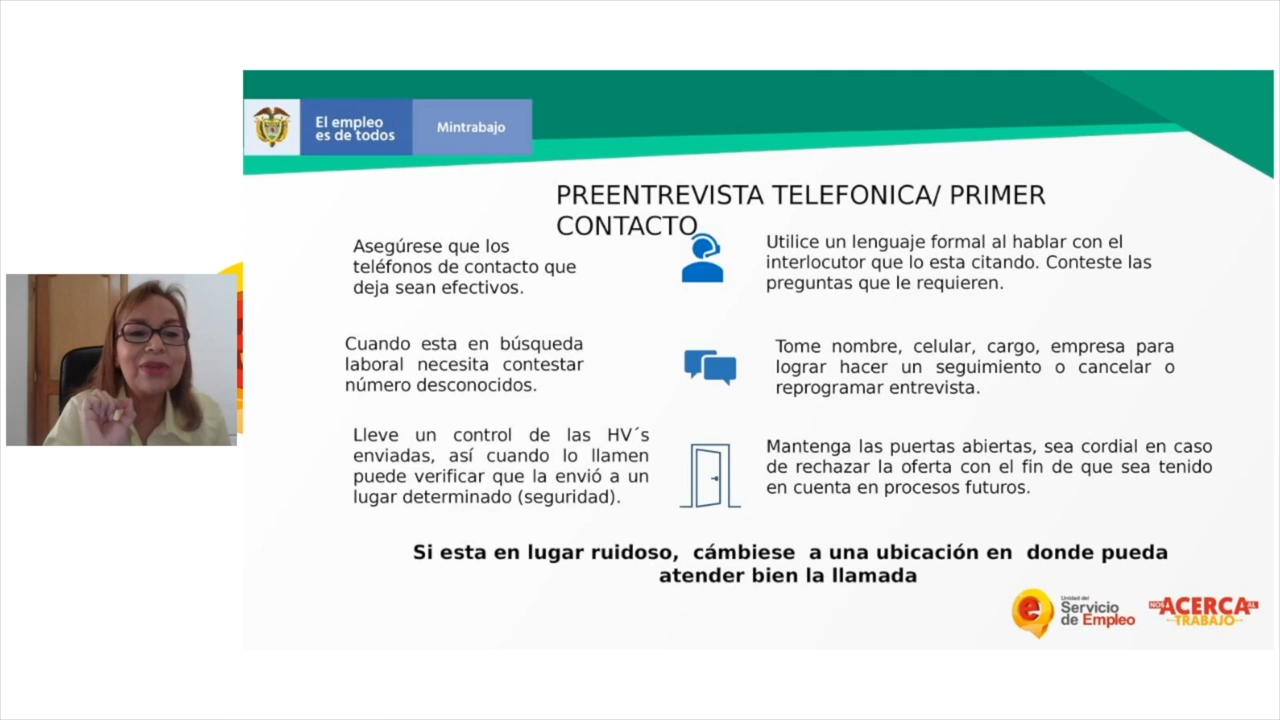 El empleo
es de todos
Mintrabajo
PREENTREVISTA TELEFONICA/ PRIMER
CONTACTO
Asegúrese que los
teléfonos de contacto que
deja sean efectivos.
Utilice un lenguaje formal al hablar con el
interlocutor que lo esta citando. Conteste las
preguntas que le requieren.
Cuando esta en búsqueda
laboral necesita contestar
número desconocidos.
Tome nombre, celular, cargo, empresa para
lograr hacer un seguimiento o cancelar o
reprogramar entrevista.
Lleve un control de las HV´s
enviadas, así cuando lo llamen
puede verificar que la envió a un
lugar determinado (seguridad).
Mantenga las puertas abiertas, sea cordial en caso
de rechazar la oferta con el fin de que sea tenido
en cuenta en procesos futuros.
Si esta en lugar ruidoso, cámbiese a una ubicación en donde pueda
atender bien la llamada
e
Unidad del
Servicio
de Empleo
NOS ACERCA AL
TRABAJO